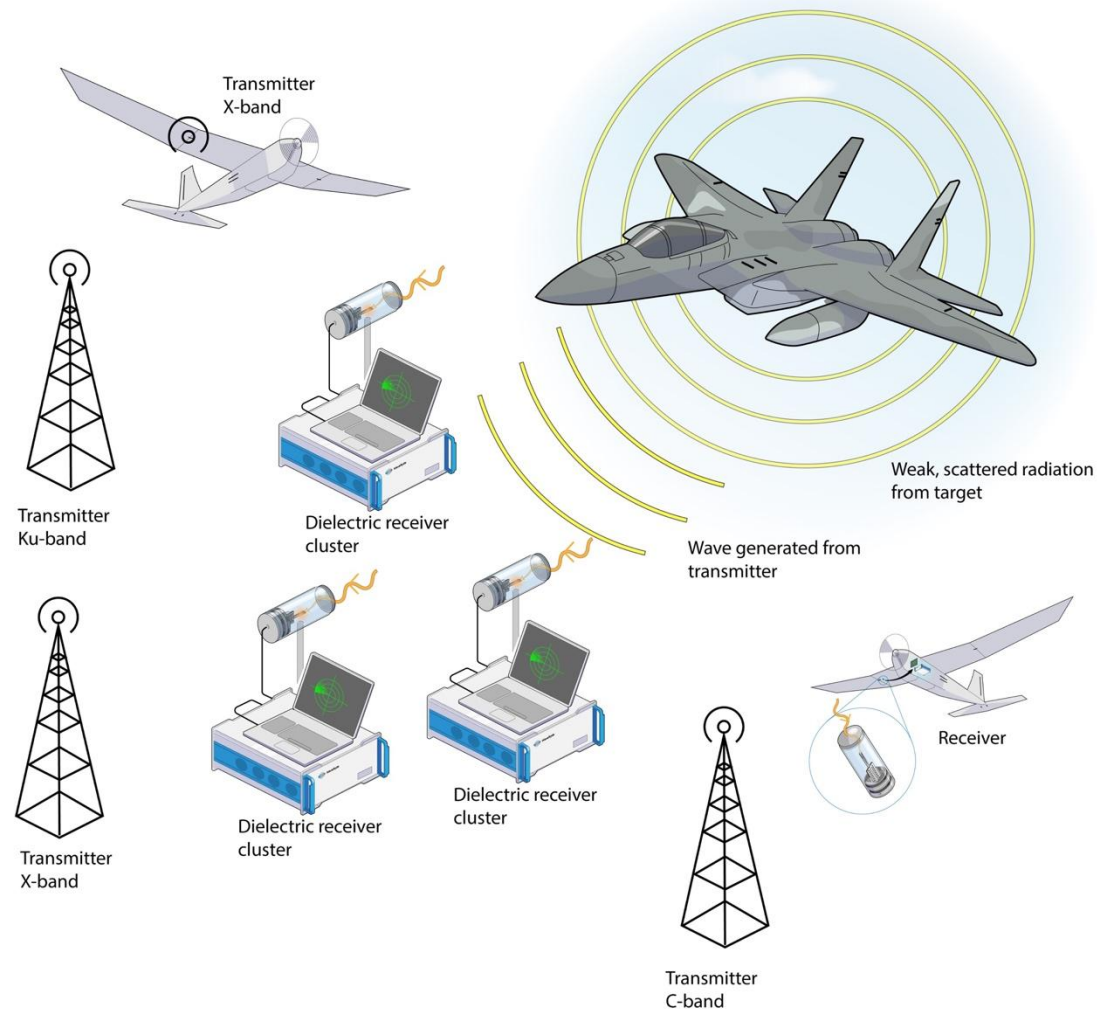 Transmitter
X-band
Transmitter
Ku-band
Dielectric receiver
cluster
Weak, scattered radiation
from target
Wave generated from
transmitter
Transmitter
X-band
Dielectric receiver
cluster
Dielectric receiver
cluster
Receiver
Transmitter
C-band